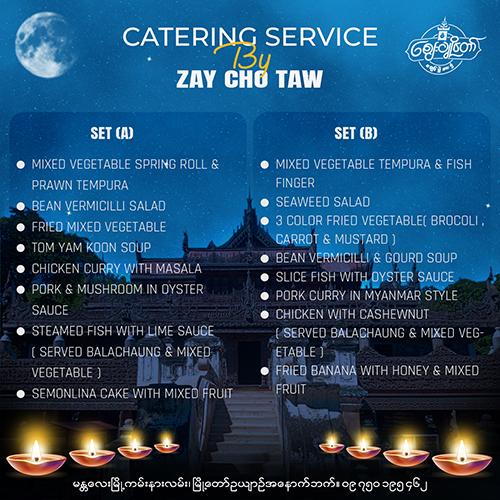 CATERING SERVICE
By
ZAY CHO TAW
ဈေးချိုတော်
SET (A)
MIXED VEGETABLE SPRING ROLL &
PRAWN TEMPURA
BEAN VERMICILLI SALAD
FRIED MIXED VEGETABLE
TOM YAM KOON SOUP
CHICKEN CURRY WITH MASALA
PORK & MUSHROOM IN OYSTER
SAUCE
STEAMED FISH WITH LIME SAUCE
( SERVED BALACHAUNG & MIXED
VEGETABLE )
SEMONLINA CAKE WITH MIXED FRUIT
SET (B)
MIXED VEGETABLE TEMPURA & FISH
FINGER
SEAWEED SALAD
3 COLOR FRIED VEGETABLE( BROCOLI ,
CARROT & MUSTARD )
BEAN VERMICILLI & GOURD SOUP
SLICE FISH WITH OYSTER SAUCE
PORK CURRY IN MYANMAR STYLE
CHICKEN WITH CASHEWNUT
( SERVED BALACHAUNG & MIXED VEG-
ETABLE )
FRIED BANANA WITH HONEY & MIXED
FRUIT
မန္တလေးမြို့ကမ်းနားလမ်း၊ မြို့တော်ဥယျာဉ်အနောက်ဘက်။ ၀၉ ၇၅၀ ၁၉၅ ၄၆၂